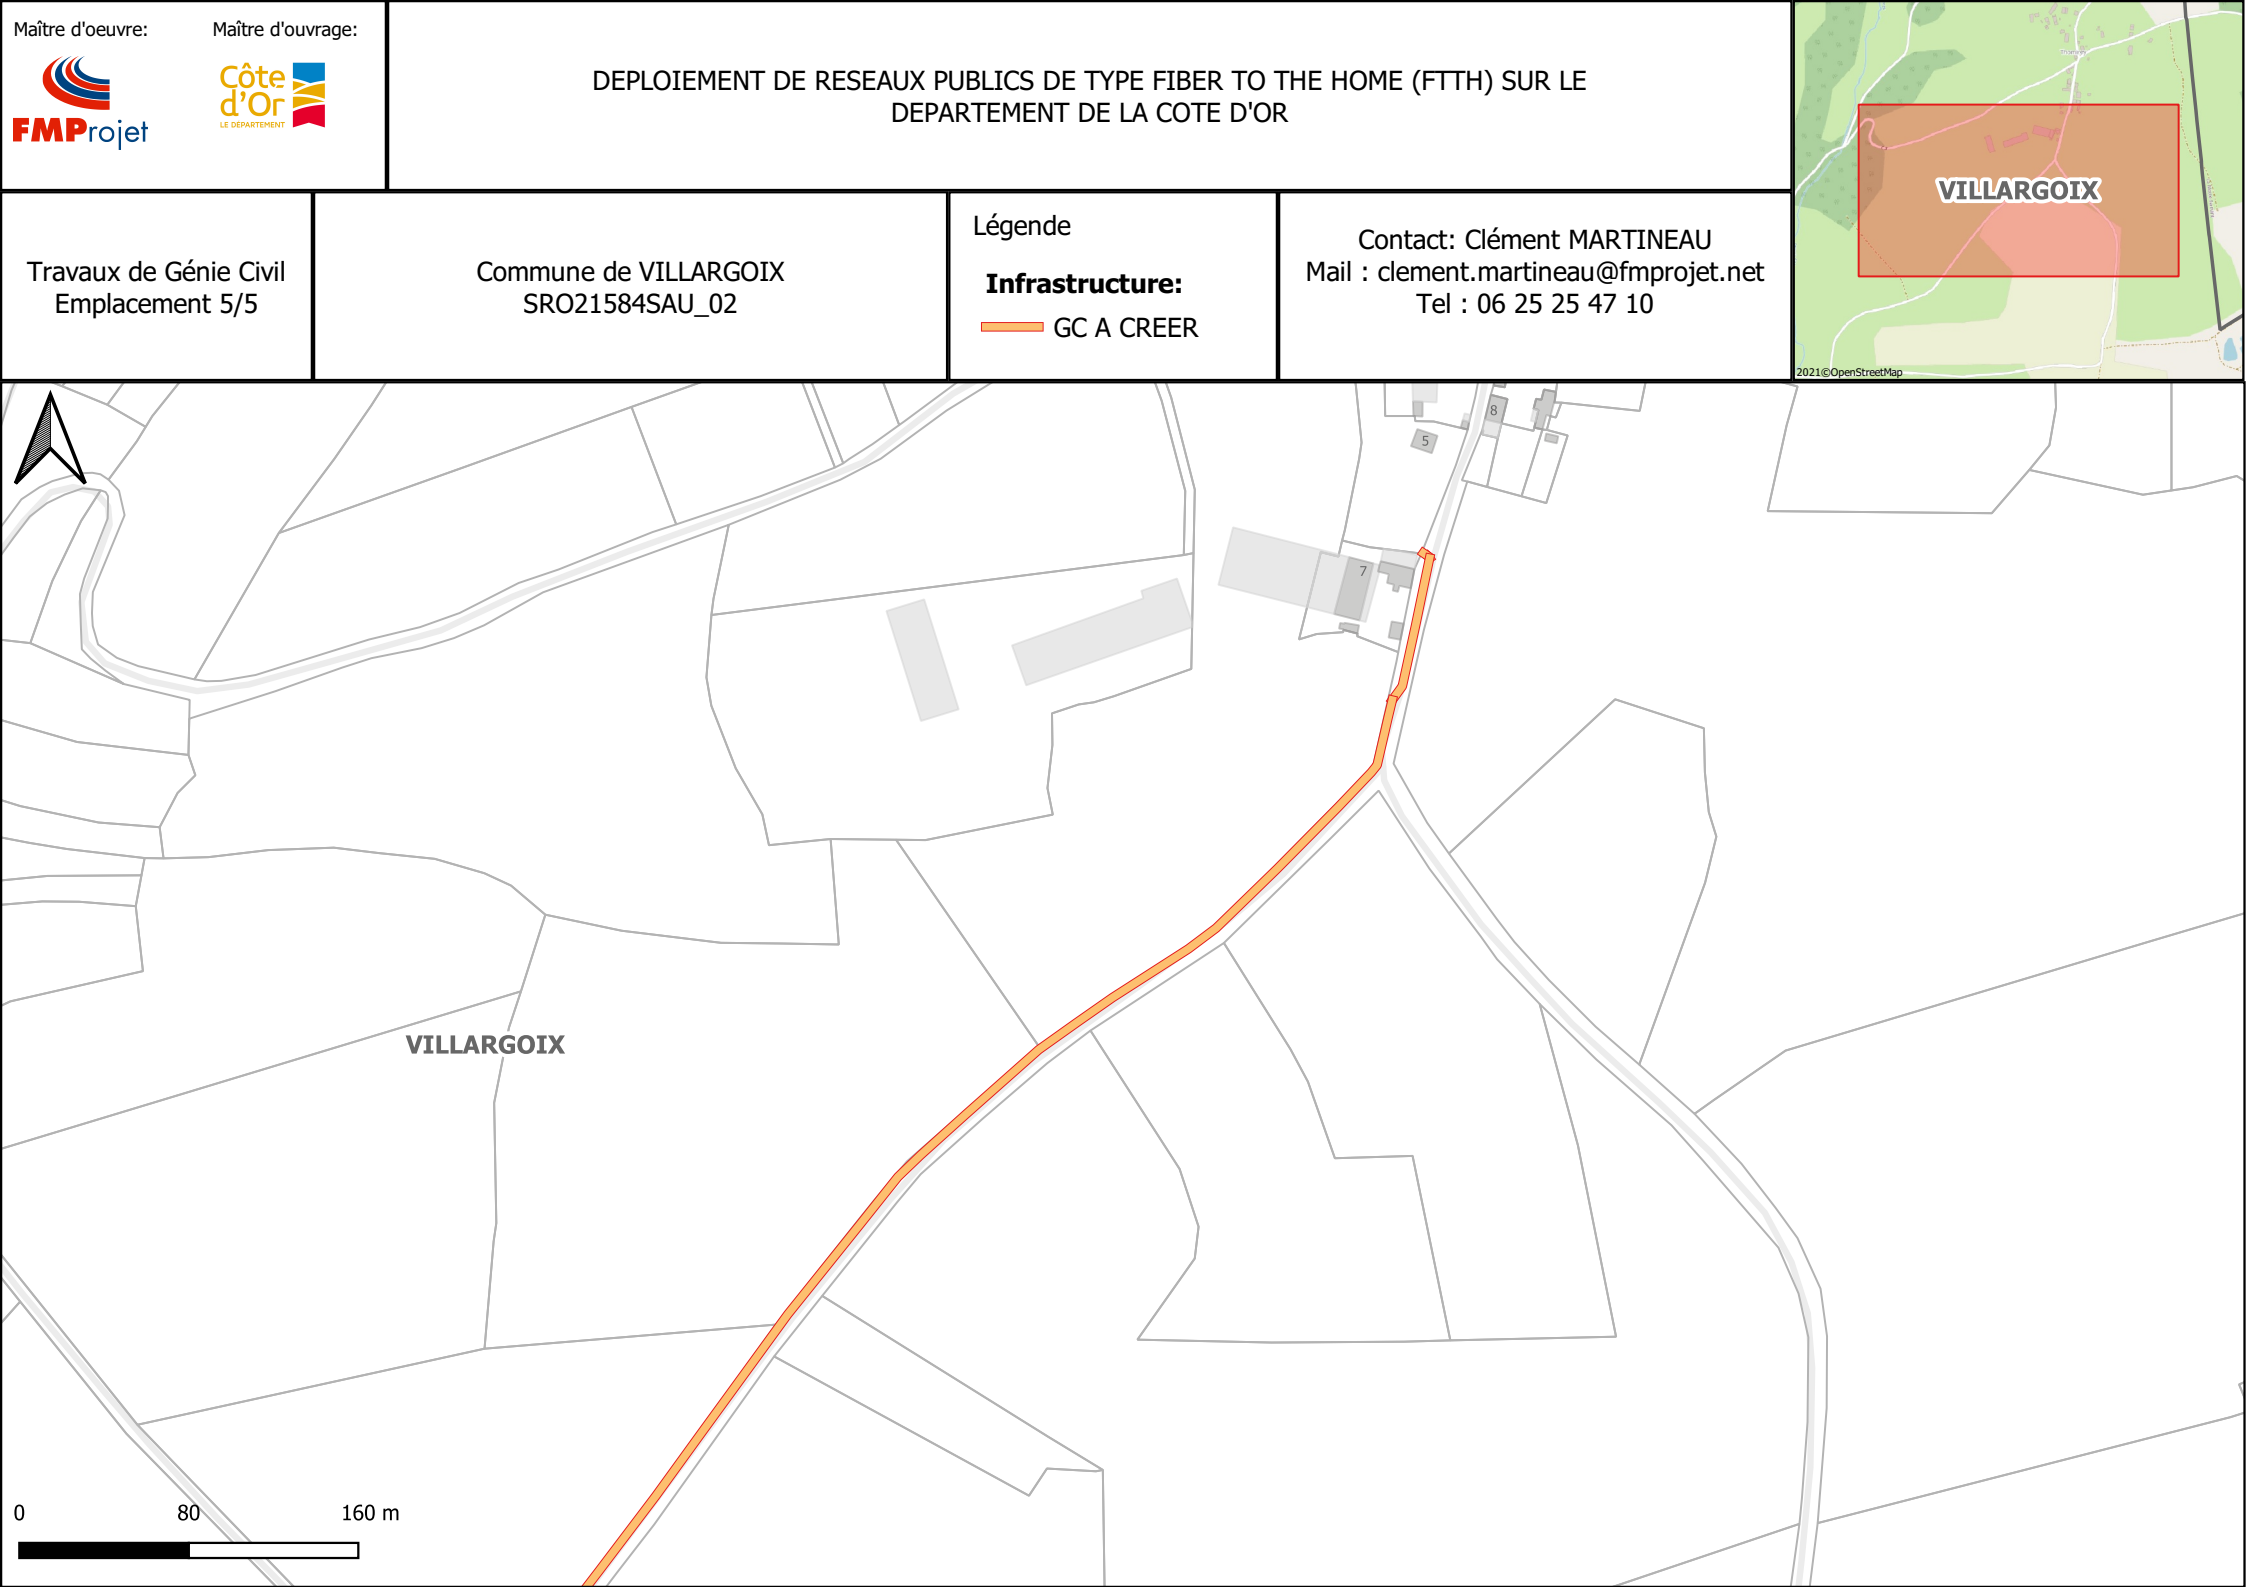 Maître d'oeuvre:
Maître d'ouvrage:
FMProjet
Côte
d'Or
LE DÉPARTEMENT
DEPLOIEMENT DE RESEAUX PUBLICS DE TYPE FIBER TO THE HOME (FTTH) SUR LE
DEPARTEMENT DE LA COTE D'OR
VILLARGOIX
2021©OpenStreetMap
Travaux de Génie Civil
Emplacement 5/5
Commune de VILLARGOIX
SRO21584SAU_02
Légende
Infrastructure:
GC A CREER
Contact: Clément MARTINEAU
Mail : clement.martineau@fmprojet.net
Tel : 06 25 25 47 10
8
5
7
VILLARGOIX
0 80 160 m